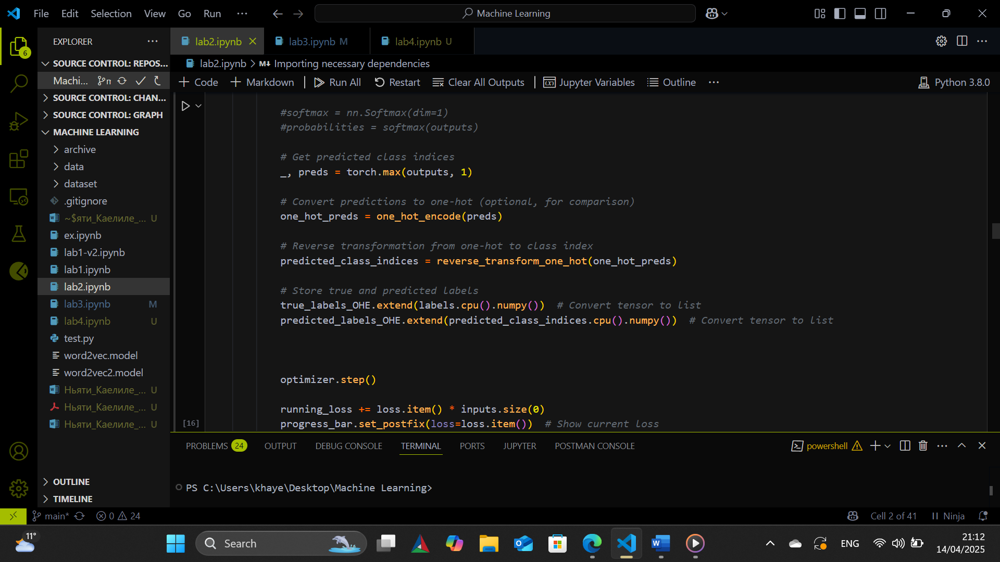 File Edit Selection View Go Run ···
Machine Learning
EXPLORER ···
SOURCE CONTROL: REPOS...
Machi...
SOURCE CONTROL: CHAN...
SOURCE CONTROL: GRAPH
MACHINE LEARNING
archive
data
dataset
.gitignore
~$яти_Каелиле_... U
ex.ipynb
lab1-v2.ipynb
lab1.ipynb
lab2.ipynb
lab3.ipynb M
lab4.ipynb U
test.py
word2vec.model
word2vec2.model
Ньяти_Каелиле_... U
Ньяти_Каелиле_... U
Ньяти_Каелиле_... U
OUTLINE
TIMELINE
6
lab2.ipynb lab3.ipynb M lab4.ipynb U
lab2.ipynb > M↓ Importing necessary dependencies
+ Code + Markdown | Run All Restart Clear All Outputs | Jupyter Variables Outline ··· Python 3.8.0
#softmax = nn.Softmax(dim=1)
#probabilities = softmax(outputs)
# Get predicted class indices
_, preds = torch.max(outputs, 1)
# Convert predictions to one-hot (optional, for comparison)
one_hot_preds = one_hot_encode(preds)
# Reverse transformation from one-hot to class index
predicted_class_indices = reverse_transform_one_hot(one_hot_preds)
# Store true and predicted labels
true_labels_OHE.extend(labels.cpu().numpy()) # Convert tensor to list
predicted_labels_OHE.extend(predicted_class_indices.cpu().numpy()) # Convert tensor to list
optimizer.step()
running_loss += loss.item() * inputs.size(0)
[16]
progress_bar.set_postfix(loss=loss.item()) # Show current loss
PROBLEMS 24 OUTPUT DEBUG CONSOLE TERMINAL PORTS JUPYTER POSTMAN CONSOLE powershell
PS C:\Users\khaye\Desktop\Machine Learning>
main* 0 24 Cell 2 of 41 Ninja
11° Search ENG 21:12
14/04/2025